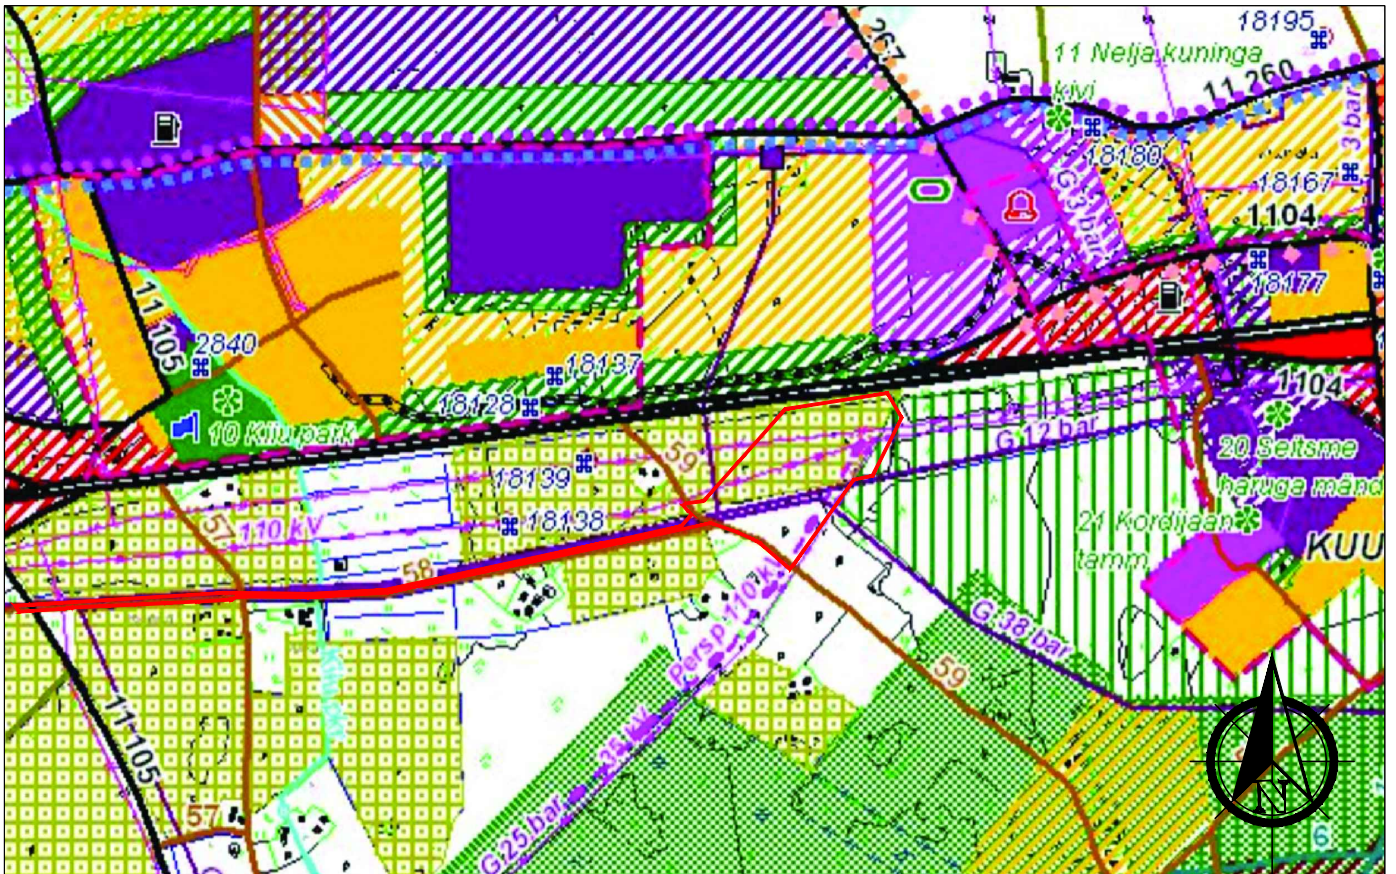 267
18195
11 Nelja kuninga
kivi
11 260
3 bar
18180
18167
G 3 bar
1104
18177
11 105
2840
18137
18128
10 Kiiu park
1104
59
G 12 bar
20 Seitsme
haruga mänd
18139
18138
57
110 kV
58
21 Kordijaan
tamm
KUU
Persp. 110 k
G 38 bar
59
35 kV
11 105
57
G 25 bar
N
6